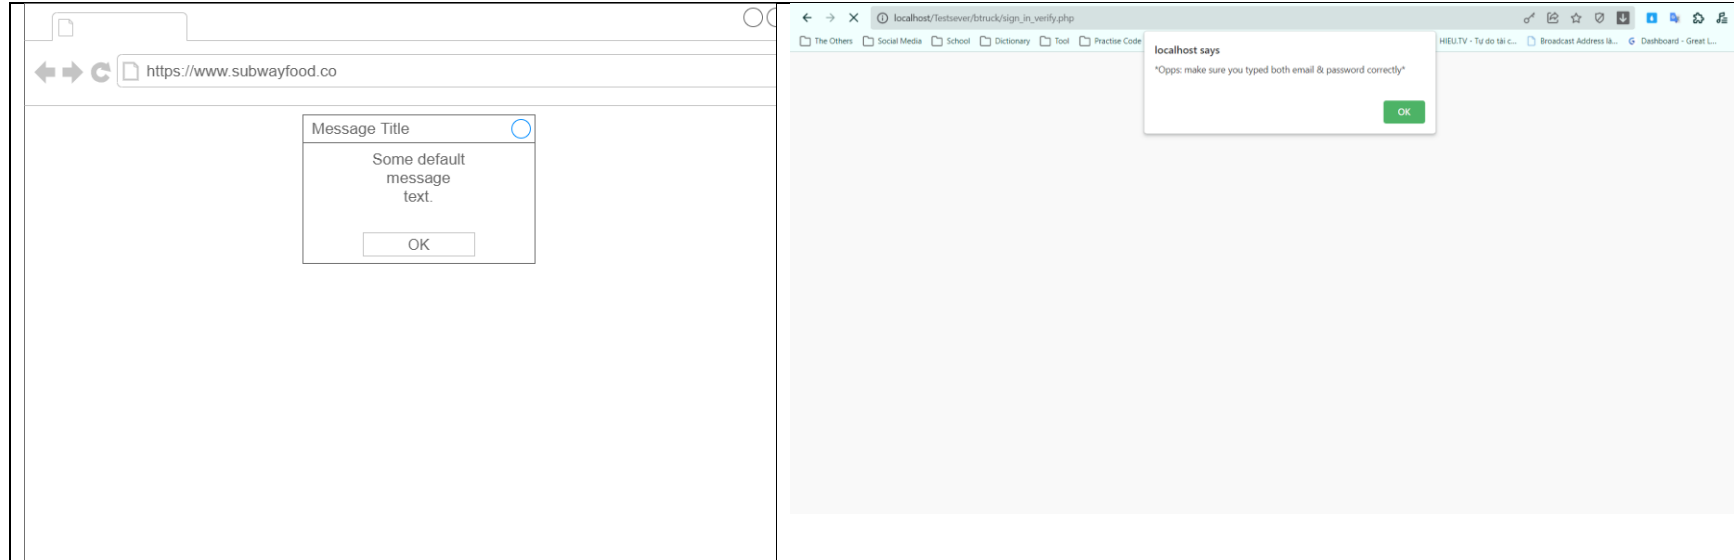 https://www.subwayfood.co
Message Title
Some default
message
text.
OK
localhost/Testsever/btruck/sign_in_verify.php
The Others Social Media School Dictionary Tool Practise Code HIEU.TV - Tự do tài c... Broadcast Address là... Dashboard - Great L...
localhost says
*Opps: make sure you typed both email & password correctly*
OK